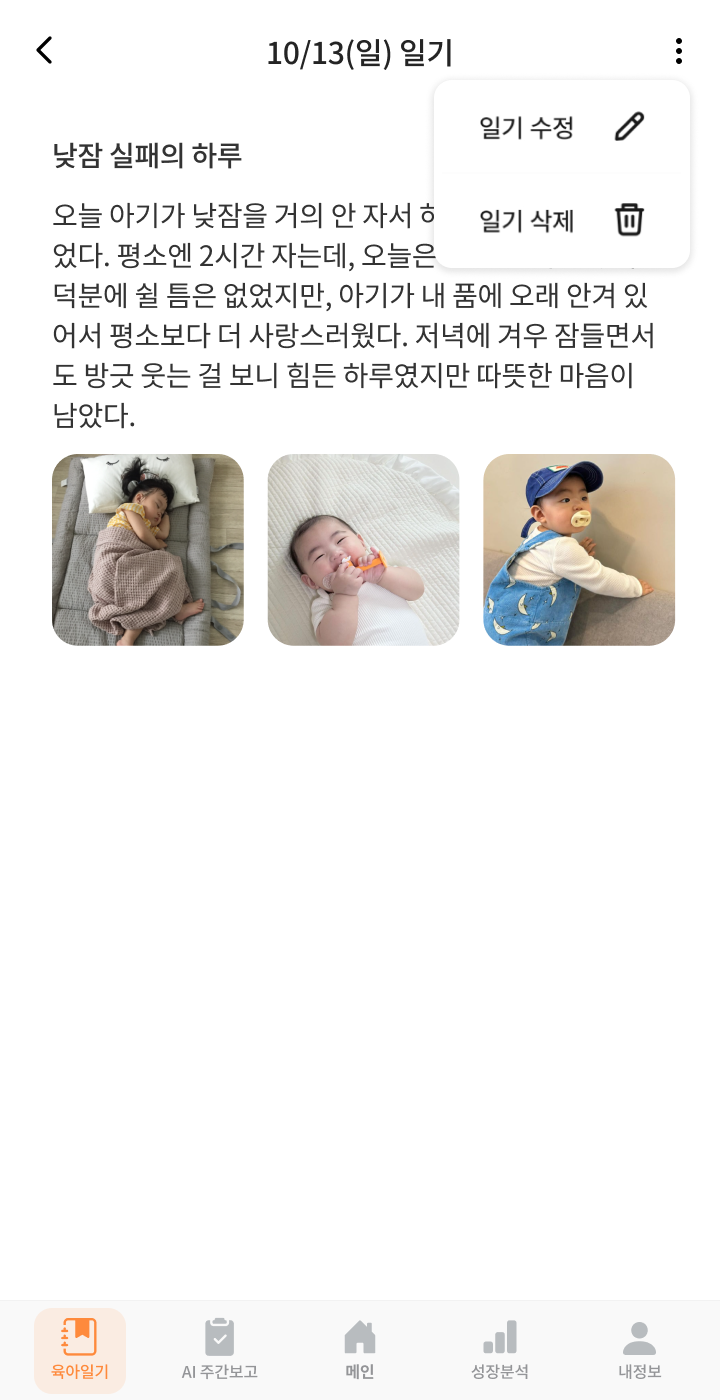 10/13(일) 일기
일기 수정
일기 삭제
낮잠 실패의 하루
오늘 아기가 낮잠을 거의 안 자서
었다. 평소엔 2시간 자는데, 오늘은
덕분에 쉴 틈은 없었지만, 아기가 내 품에 오래 안겨 있
어서 평소보다 더 사랑스러웠다. 저녁에 겨우 잠들면서
도 방긋 웃는 걸 보니 힘든 하루였지만 따뜻한 마음이
남았다.
육아일기
AI 주간보고
메인
성장분석
내정보